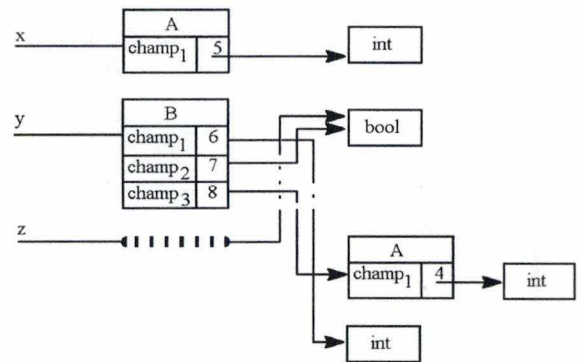 A
x
champ1 5
int
B
y
champ1 6
bool
champ2 7
champ3 8
z
A
champ1 4
int
int